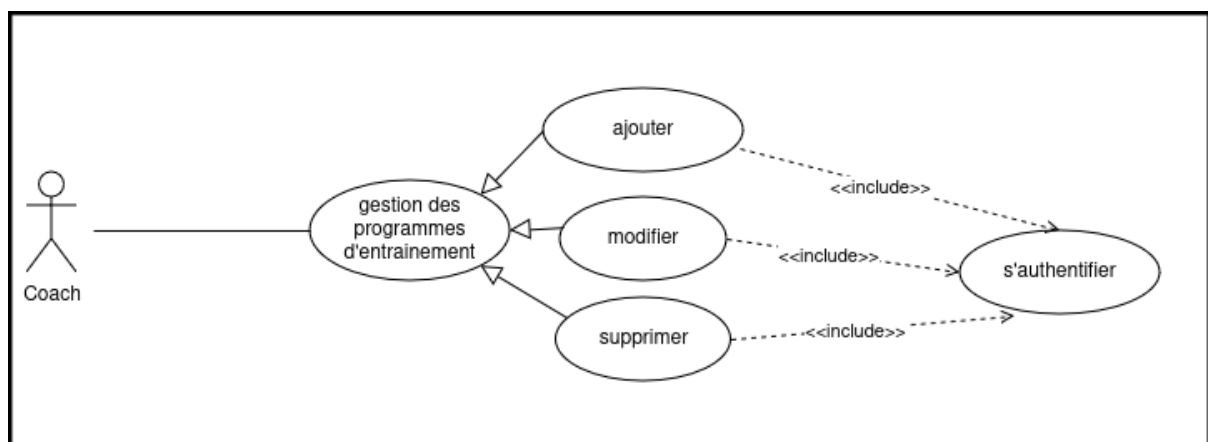 ajouter
<<include>>
gestion des
programmes
d'entrainement
modifier
<<include>>
s'authentifier
Coach
supprimer
<<include>>